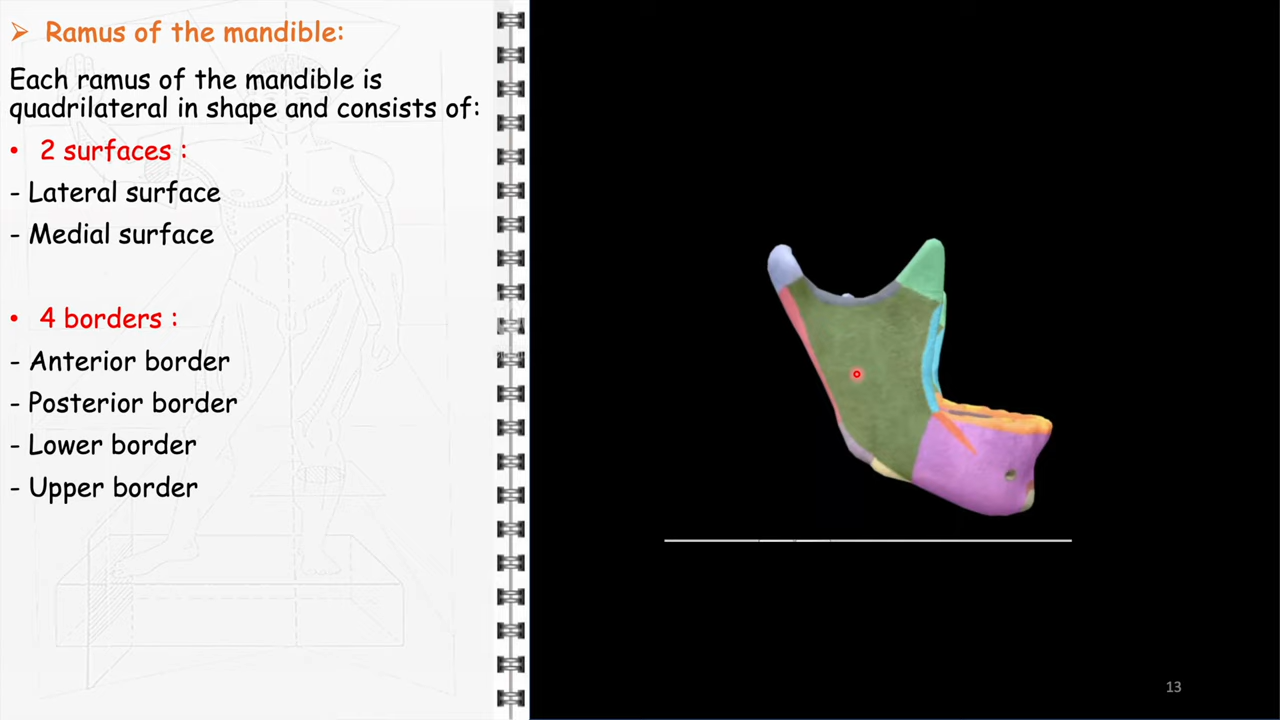 ➢ Ramus of the mandible:
Each ramus of the mandible is
quadrilateral in shape and consists of:
• 2 surfaces :
- Lateral surface
- Medial surface
• 4 borders :
- Anterior border
- Posterior border
- Lower border
- Upper border
13